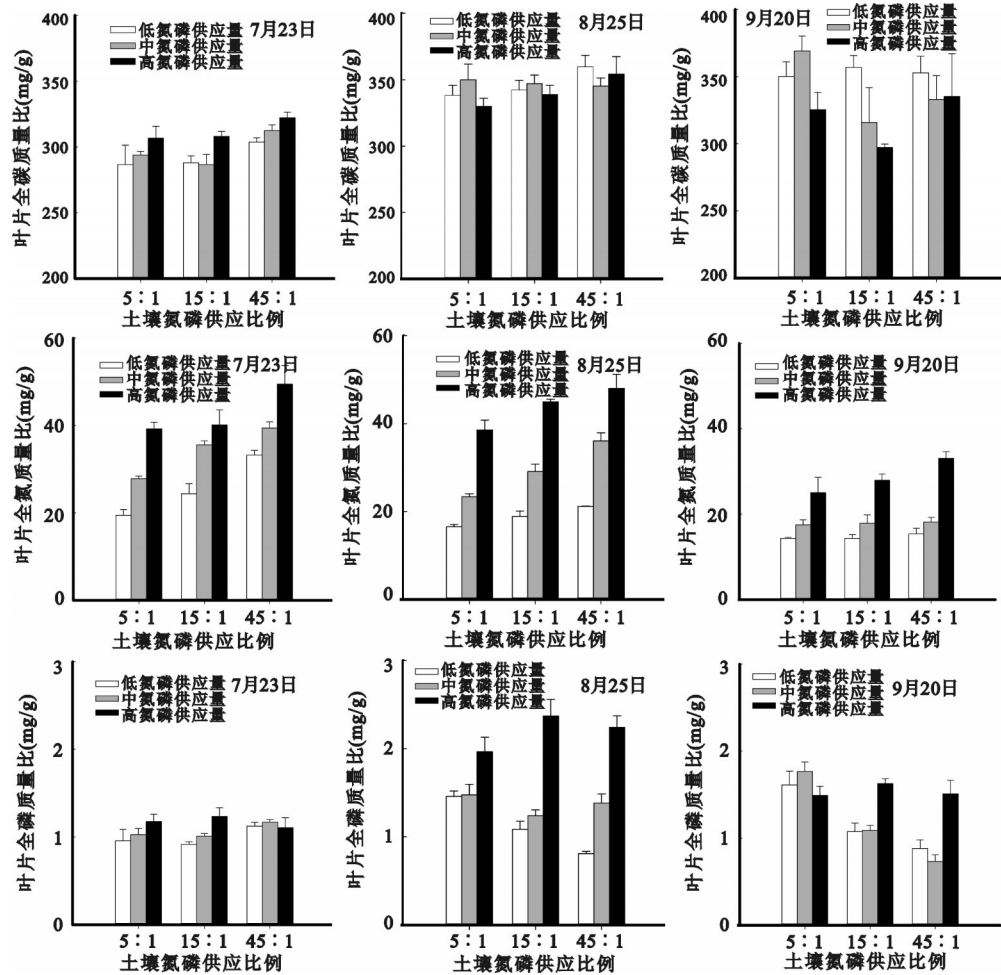 叶片全碳质量比(mg/g)
400
350
300
250
200
低氮磷供应量
中氮磷供应量
高氮磷供应量
7月23日
5：1 15：1 45：1
土壤氮磷供应比例
叶片全碳质量比(mg/g)
400
350
300
250
200
低氮磷供应量
中氮磷供应量
高氮磷供应量
8月25日
5：1 15：1 45：1
土壤氮磷供应比例
叶片全碳质量比(mg/g)
400
350
300
250
200
9月20日
低氮磷供应量
中氮磷供应量
高氮磷供应量
5：1 15：1 45：1
土壤氮磷供应比例
叶片全氮质量比(mg/g)
60
40
20
0
低氮磷供应量
中氮磷供应量
高氮磷供应量
7月23日
5：1 15：1 45：1
土壤氮磷供应比例
叶片全氮质量比(mg/g)
60
40
20
0
低氮磷供应量
中氮磷供应量
高氮磷供应量
8月25日
5：1 15：1 45：1
土壤氮磷供应比例
叶片全氮质量比(mg/g)
60
40
20
0
低氮磷供应量
中氮磷供应量
高氮磷供应量
9月20日
5：1 15：1 45：1
土壤氮磷供应比例
叶片全磷质量比(mg/g)
3
2
1
0
低氮磷供应量
中氮磷供应量
高氮磷供应量
7月23日
5：1 15：1 45：1
土壤氮磷供应比例
叶片全磷质量比(mg/g)
3
2
1
0
低氮磷供应量
中氮磷供应量
高氮磷供应量
8月25日
5：1 15：1 45：1
土壤氮磷供应比例
叶片全磷质量比(mg/g)
3
2
1
0
低氮磷供应量
中氮磷供应量
高氮磷供应量
9月20日
5：1 15：1 45：1
土壤氮磷供应比例